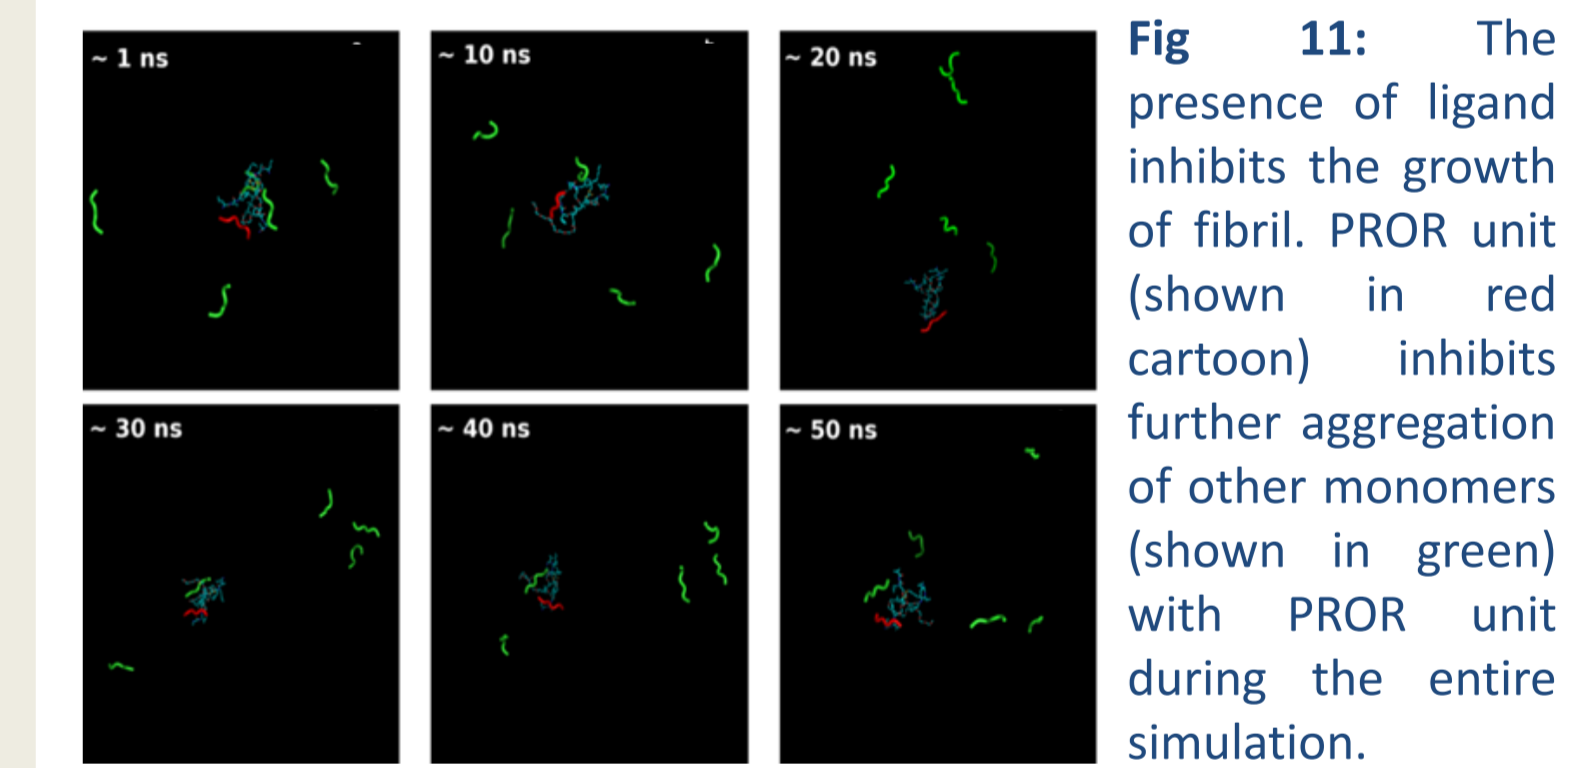 ~ 1 ns
~ 10 ns
~ 20 ns
~ 30 ns
~ 40 ns
~ 50 ns
Fig 11: The
presence of ligand
inhibits the growth
of fibril. PROR unit
(shown in red
cartoon) inhibits
further aggregation
of other monomers
(shown in green)
with PROR unit
during the entire
simulation.